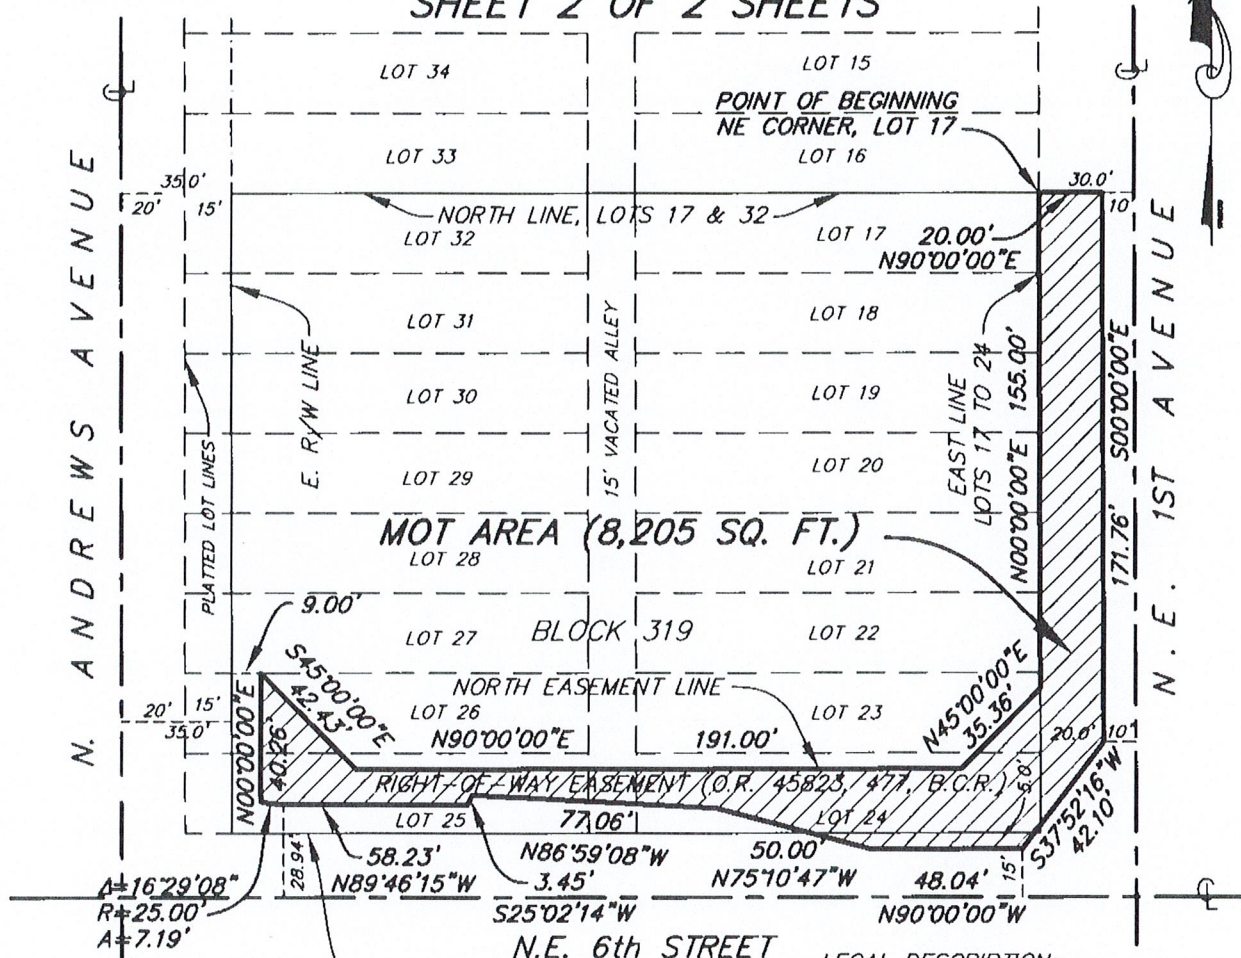 SHEET 2 OF 2 SHEETS
LOT 34
LOT 15
POINT OF BEGINNING
NE CORNER, LOT 17
LOT 33
LOT 16
35.0'
20'
15'
30.0'
10'
NORTH LINE, LOTS 17 & 32
LOT 32
LOT 17
20.00'
N90°00'00"E
N. ANDREWS AVENUE
N.E. 1ST AVENUE
LOT 31
LOT 18
E. R/W LINE
15' VACATED ALLEY
EAST LINE
LOTS 17 TO 24
N00°00'00"E 155.00'
S00°00'00"E
171.76'
LOT 30
LOT 19
PLATTED LOT LINES
LOT 29
LOT 20
MOT AREA (8,205 SQ. FT.)
LOT 28
LOT 21
9.00'
LOT 27
BLOCK 319
LOT 22
S45°00'00"E
42.43'
NORTH EASEMENT LINE
N45°00'00"E
35.36'
20'
15'
35.0'
LOT 26
LOT 23
N90°00'00"E
191.00'
20.0'
10'
N00°00'00"E
40.26'
RIGHT-OF-WAY EASEMENT (O.R. 45823, 477, B.C.R.)
5.0'
LOT 25
LOT 24
77.06'
S37°52'16"W
42.10'
28.94'
58.23'
N89°46'15"W
N86°59'08"W
3.45'
S25°02'14"W
50.00'
N75°10'47"W
48.04'
N90°00'00"W
15'
Δ=16°29'08"
R=25.00'
A=7.19'
N.E. 6th STREET
LEGAL DESCRIPTION